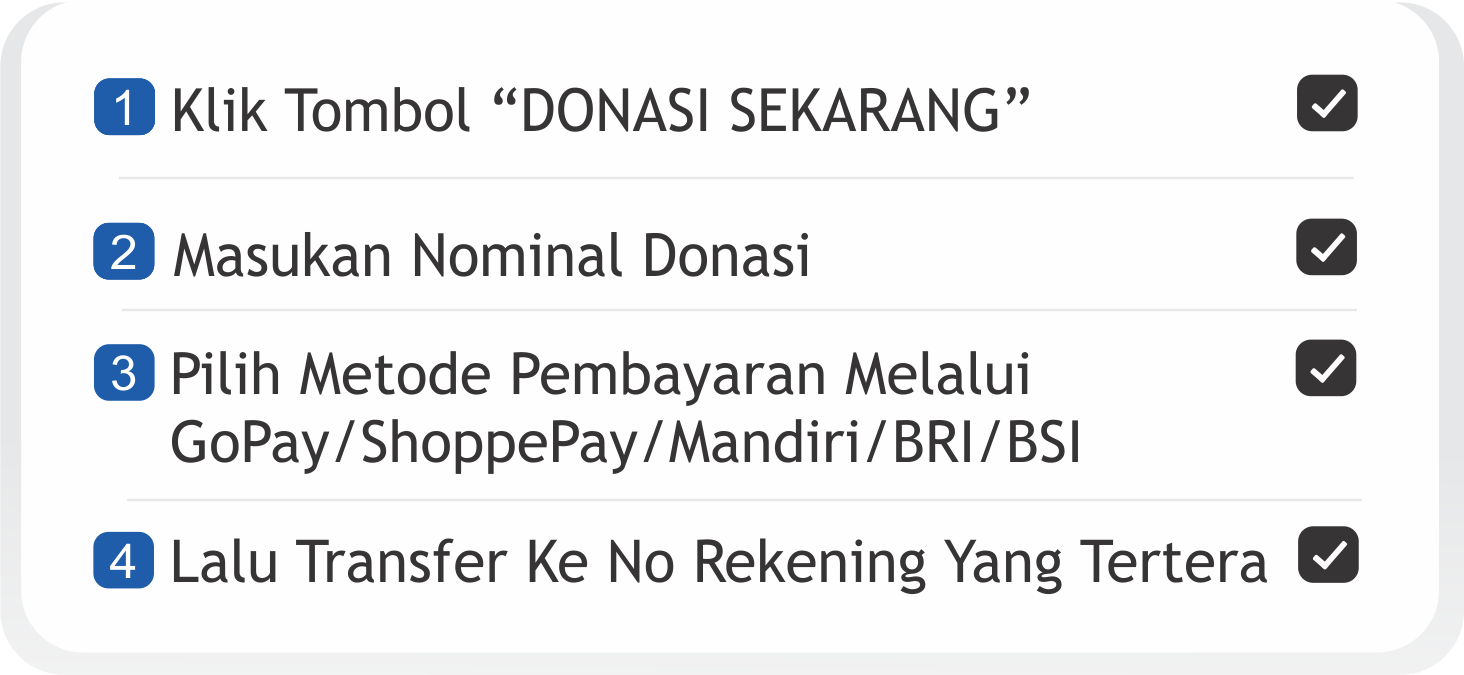 1 Klik Tombol “DONASI SEKARANG”
2 Masukan Nominal Donasi
3 Pilih Metode Pembayaran Melalui
GoPay/ShoppePay/Mandiri/BRI/BSI
4 Lalu Transfer Ke No Rekening Yang Tertera